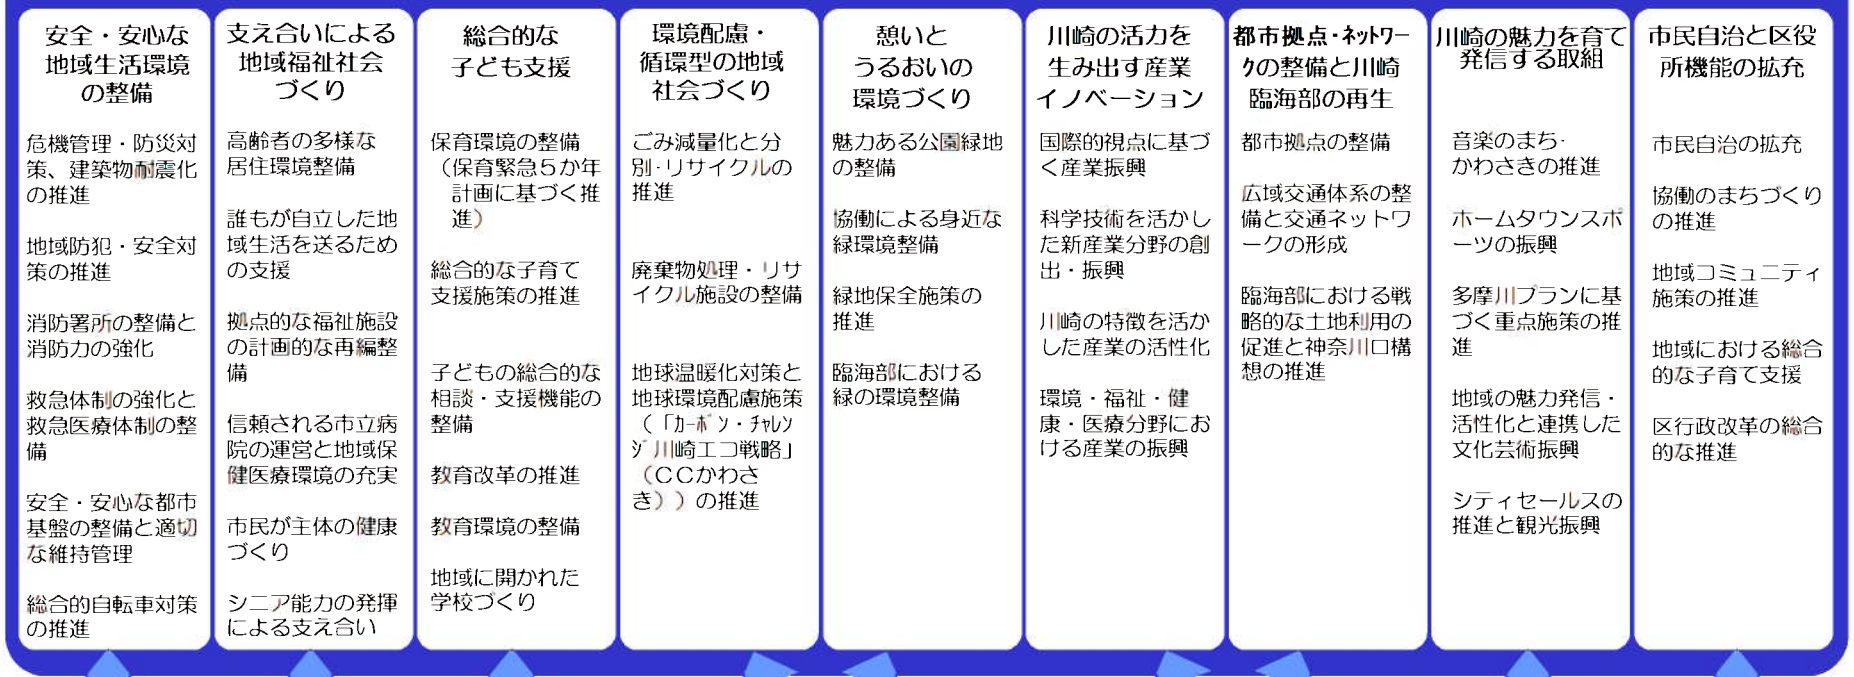 安全・安心な
地域生活環境
の整備
危機管理・防災対
策、建築物耐震化
の推進
地域防犯・安全対
策の推進
消防署所の整備と
消防力の強化
救急体制の強化と
救急医療体制の整
備
安全・安心な都市
基盤の整備と適切
な維持管理
総合的自転車対策
の推進
支え合いによる
地域福祉社会
づくり
高齢者の多様な
居住環境整備
誰もが自立した地
域生活を送るため
の支援
拠点的な福祉施設
の計画的な再編整
備
信頼される市立病
院の運営と地域保
健医療環境の充実
市民が主体の健康
づくり
シニア能力の発揮
による支え合い
総合的な
子ども支援
保育環境の整備
（保育緊急５か年
計画に基づく推
進）
総合的な子育て
支援施策の推進
子どもの総合的な
相談・支援機能の
整備
教育改革の推進
教育環境の整備
地域に開かれた
学校づくり
環境配慮・
循環型の地域
社会づくり
ごみ減量化と分
別・リサイクルの
推進
廃棄物処理・リサ
イクル施設の整備
地球温暖化対策と
地球環境配慮施策
（「ｶｰﾎﾞﾝ・ﾁｬﾚﾝ
ｼﾞ川崎エコ戦略」
（ＣＣかわさ
き））の推進
憩いと
うるおいの
環境づくり
魅力ある公園緑地
の整備
協働による身近な
緑環境整備
緑地保全施策の
推進
臨海部における
緑の環境整備
川崎の活力を
生み出す産業
イノベーション
国際的視点に基づ
く産業振興
科学技術を活かし
た新産業分野の創
出・振興
川崎の特徴を活か
した産業の活性化
環境・福祉・健
康・医療分野にお
ける産業の振興
都市拠点・ﾈｯﾄﾜｰ
ｸの整備と川崎
臨海部の再生
都市拠点の整備
広域交通体系の整
備と交通ネットワ
ークの形成
臨海部における戦
略的な土地利用の
促進と神奈川口構
想の推進
川崎の魅力を育て
発信する取組
音楽のまち・
かわさきの推進
ホームタウンスポ
ーツの振興
多摩川プランに基
づく重点施策の推
進
地域の魅力発信・
活性化と連携した
文化芸術振興
シティセールスの
推進と観光振興
市民自治と区役
所機能の拡充
市民自治の拡充
協働のまちづくり
の推進
地域コミュニティ
施策の推進
地域における総合
的な子育て支援
区行政改革の総合
的な推進